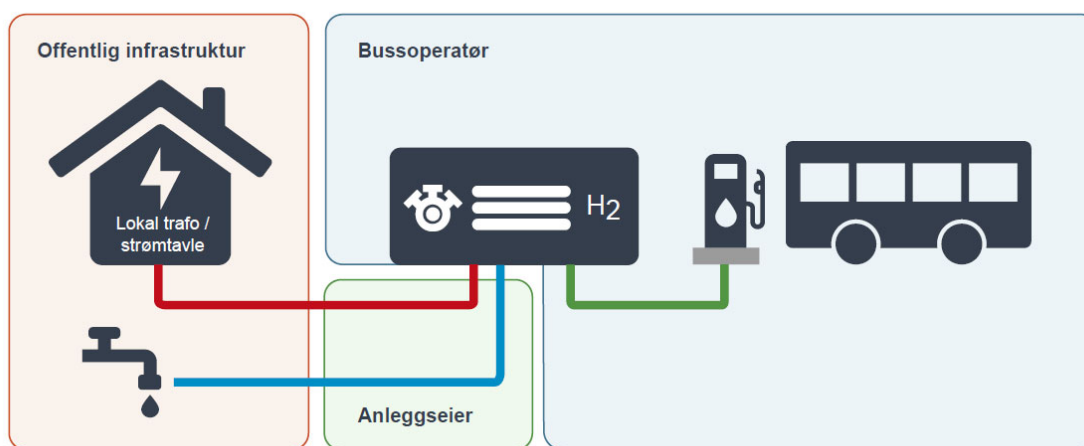 Offentlig infrastruktur
Bussoperatør
Lokal trafo /
strømtavle
H2
Anleggseier